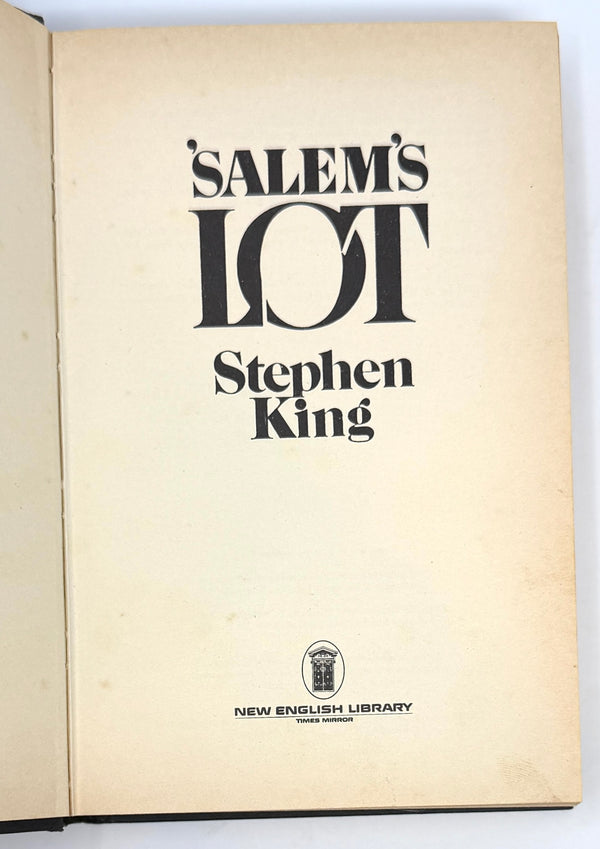 'SALEM'S
LOT
Stephen
King
NEW ENGLISH LIBRARY
TIMES MIRROR